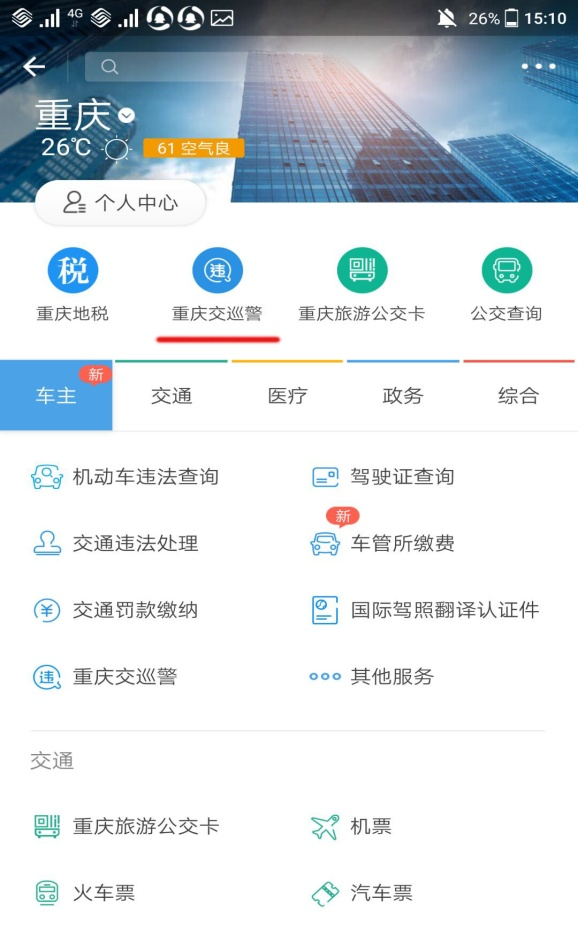 4G 26% 15:10
重庆
26℃ 61 空气良
个人中心
税 违
重庆地税 重庆交巡警 重庆旅游公交卡 公交查询
新
车主 交通 医疗 政务 综合
机动车违法查询 驾驶证查询
新
交通违法处理 车管所缴费
交通罚款缴纳 国际驾照翻译认证件
违 重庆交巡警 其他服务
交通
重庆旅游公交卡 机票
火车票 汽车票